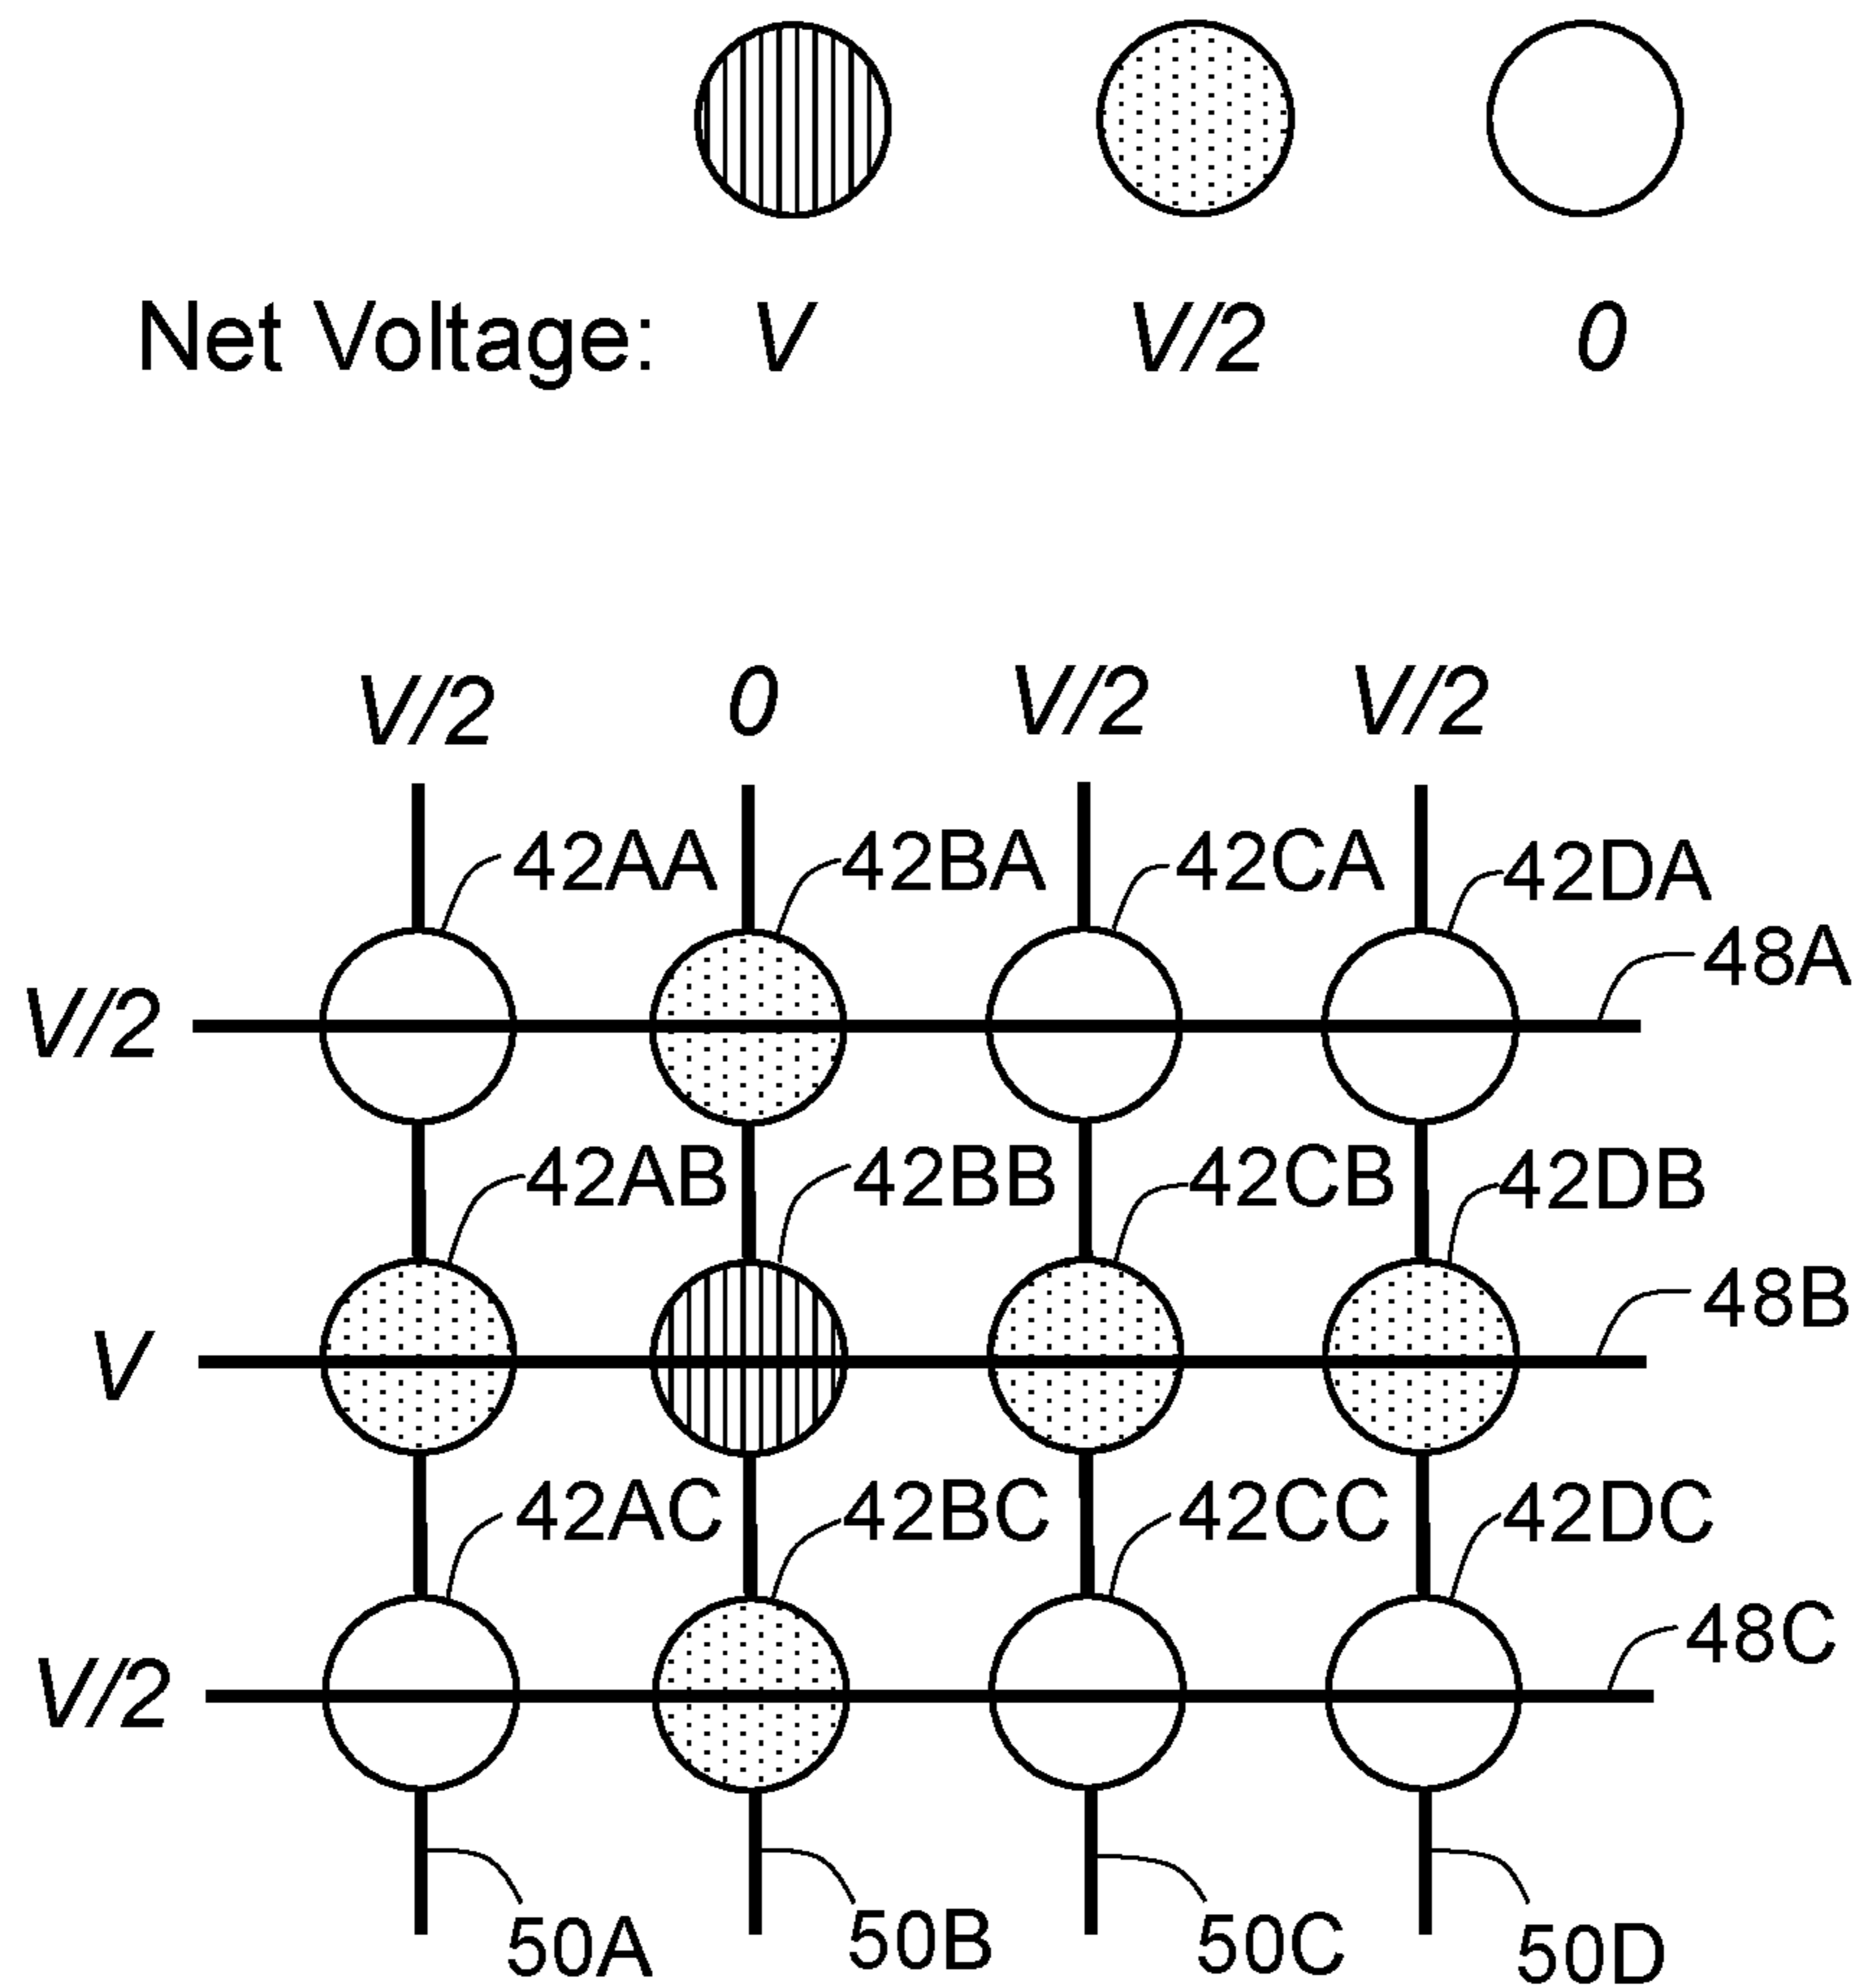 Net Voltage: V V/2 0
V/2 0 V/2 V/2
42AA 42BA 42CA 42DA
48A
V/2
42AB 42BB 42CB 42DB
48B
V
42AC 42BC 42CC 42DC
48C
V/2
50A 50B 50C 50D